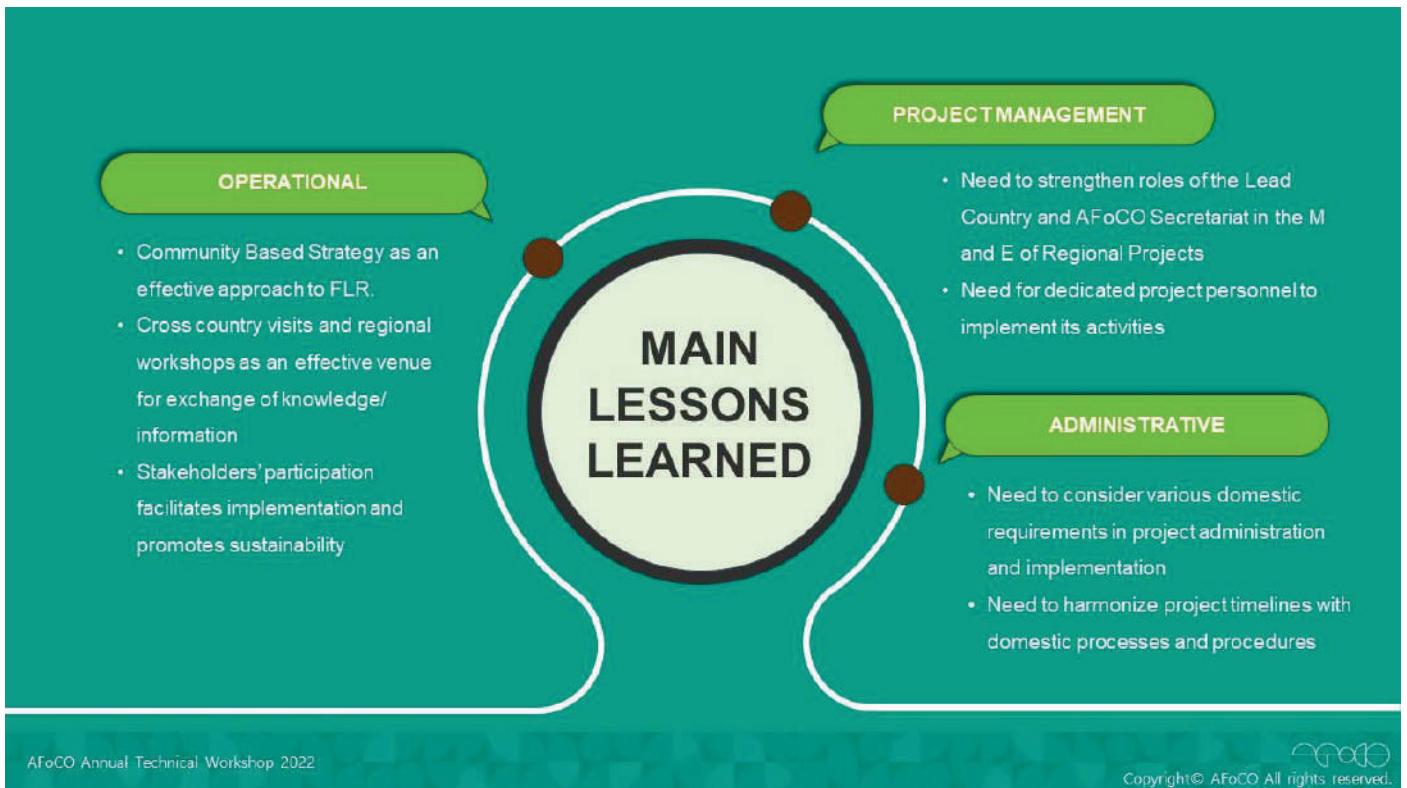 PROJECT MANAGEMENT
• Need to strengthen roles of the Lead
Country and AFoCO Secretariat in the M
and E of Regional Projects
• Need for dedicated project personnel to
implement its activities
OPERATIONAL
• Community Based Strategy as an
effective approach to FLR.
• Cross country visits and regional
workshops as an effective venue
for exchange of knowledge/
information
• Stakeholders' participation
facilitates implementation and
promotes sustainability
MAIN
LESSONS
LEARNED
ADMINISTRATIVE
• Need to consider various domestic
requirements in project administration
and implementation
• Need to harmonize project timelines with
domestic processes and procedures
AFoCO Annual Technical Workshop 2022
AFoCO
Copyright© AFoCO All rights reserved.